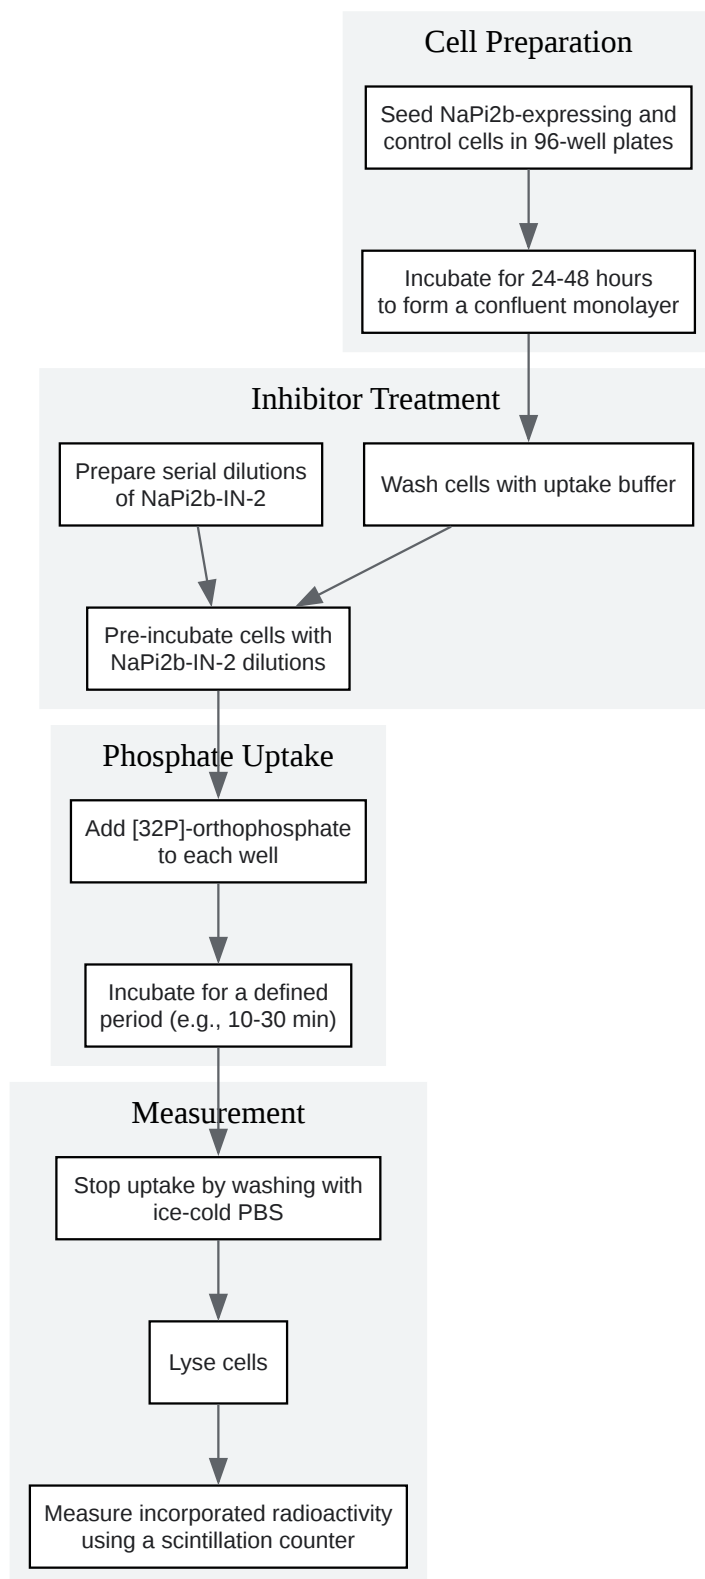 Cell Preparation
Seed NaPi2b-expressing and
control cells in 96-well plates
Incubate for 24-48 hours
to form a confluent monolayer
Inhibitor Treatment
Prepare serial dilutions
of NaPi2b-IN-2
Wash cells with uptake buffer
Pre-incubate cells with
NaPi2b-IN-2 dilutions
Phosphate Uptake
Add [32P]-orthophosphate
to each well
Incubate for a defined
period (e.g., 10-30 min)
Measurement
Stop uptake by washing with
ice-cold PBS
Lyse cells
Measure incorporated radioactivity
using a scintillation counter